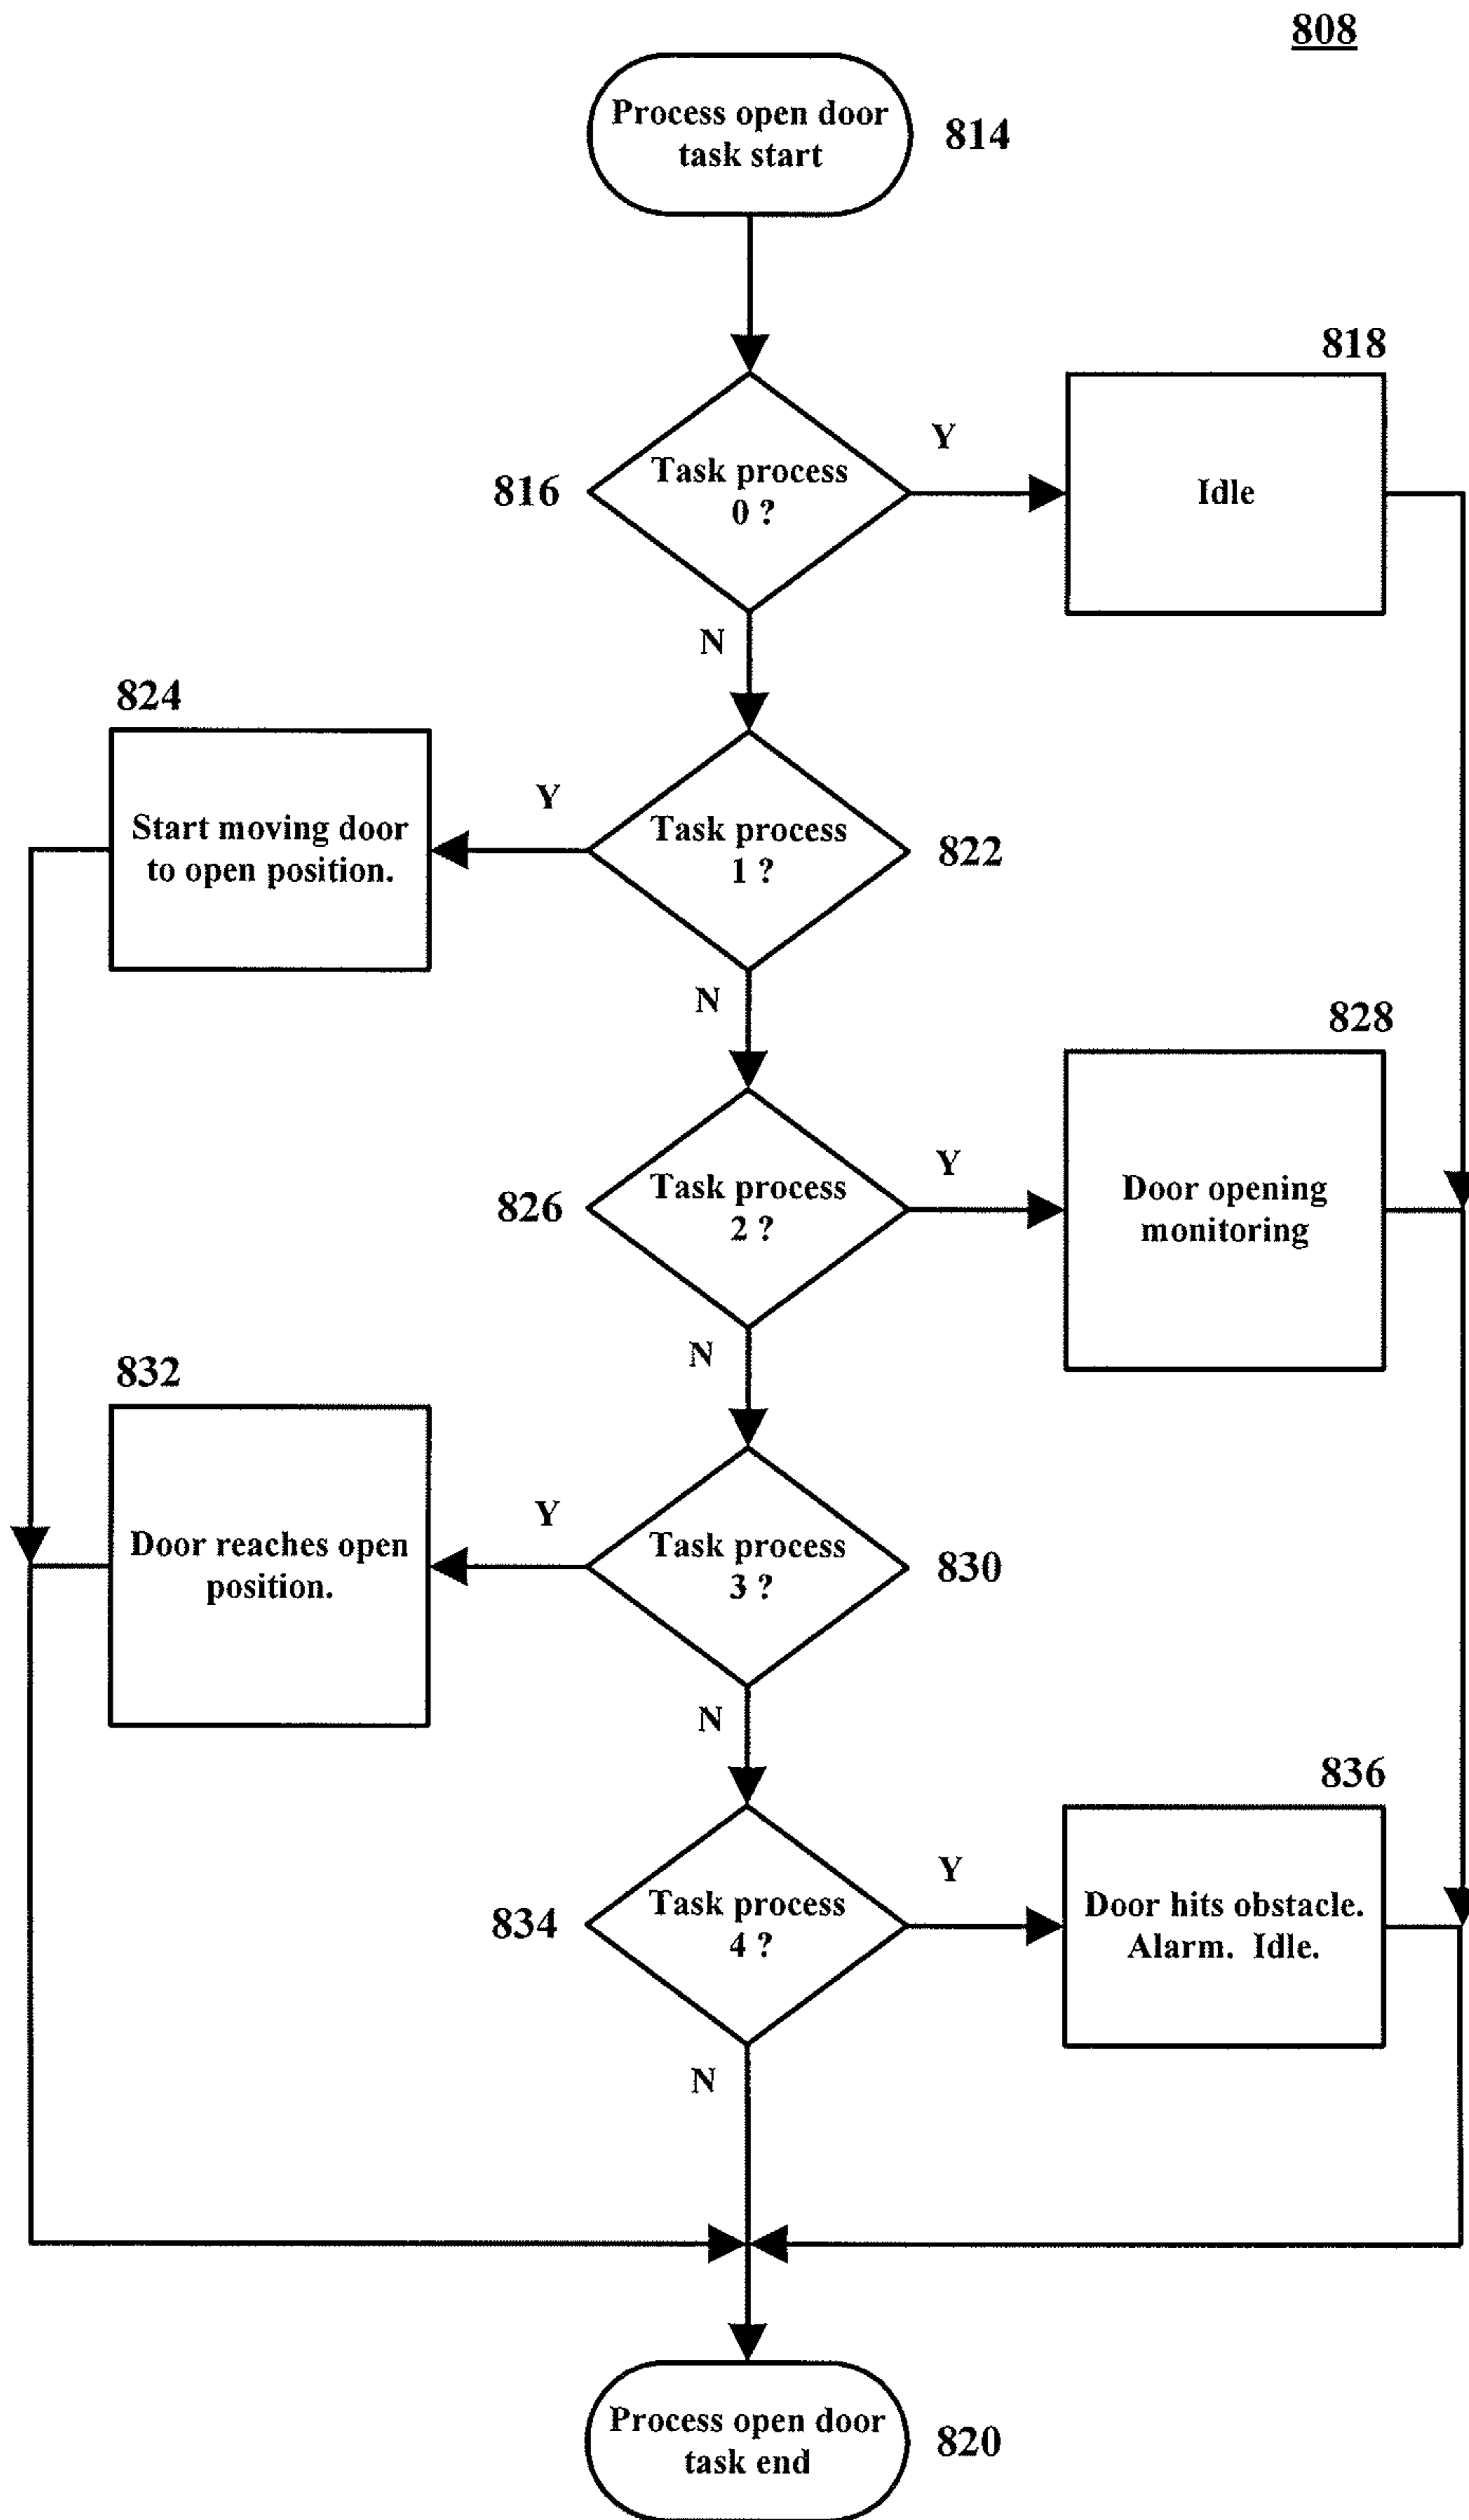 808
Process open door
task start
814
818
Task process
0 ?
816
Y
Idle
N
824
Start moving door
to open position.
Y
Task process
1 ?
822
N
828
826
Task process
2 ?
Y
Door opening
monitoring
N
832
Door reaches open
position.
Y
Task process
3 ?
830
N
836
834
Task process
4 ?
Y
Door hits obstacle.
Alarm. Idle.
N
Process open door
task end
820